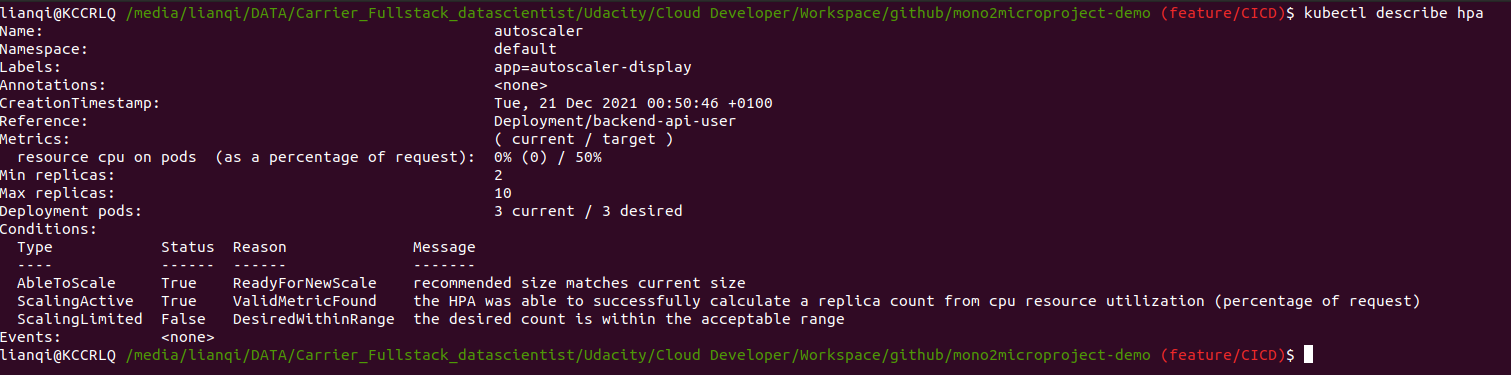 lianqi@KCCRLQ /media/lianqi/DATA/Carrier_Fullstack_datascientist/Udacity/Cloud Developer/Workspace/github/mono2microproject-demo (feature/CICD)$ kubectl describe hpa
Name:                                                  autoscaler
Namespace:                                             default
Labels:                                                app=autoscaler-display
Annotations:                                           <none>
CreationTimestamp:                                     Tue, 21 Dec 2021 00:50:46 +0100
Reference:                                             Deployment/backend-api-user
Metrics:                                               ( current / target )
  resource cpu on pods  (as a percentage of request):  0% (0) / 50%
Min replicas:                                          2
Max replicas:                                          10
Deployment pods:                                       3 current / 3 desired
Conditions:
  Type            Status  Reason              Message
  ----            ------  ------              -------
  AbleToScale     True    ReadyForNewScale    recommended size matches current size
  ScalingActive   True    ValidMetricFound    the HPA was able to successfully calculate a replica count from cpu resource utilization (percentage of request)
  ScalingLimited  False   DesiredWithinRange  the desired count is within the acceptable range
Events:           <none>
lianqi@KCCRLQ /media/lianqi/DATA/Carrier_Fullstack_datascientist/Udacity/Cloud Developer/Workspace/github/mono2microproject-demo (feature/CICD)$